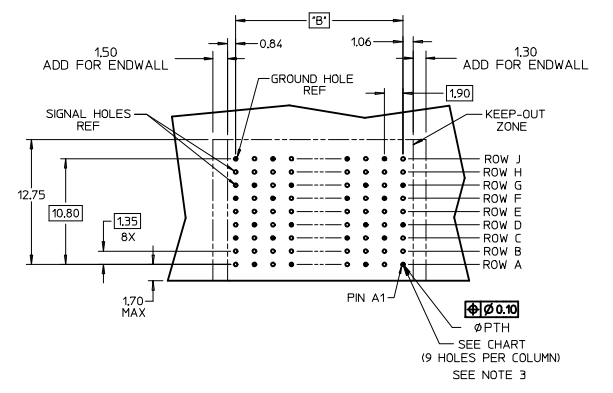 "B"
1.50
ADD FOR ENDWALL
0.84
1.06
1.30
ADD FOR ENDWALL
GROUND HOLE
REF
1.90
SIGNAL HOLES
REF
KEEP-OUT
ZONE
12.75
10.80
1.35
8X
ROW J
ROW H
ROW G
ROW F
ROW E
ROW D
ROW C
ROW B
ROW A
1.70
MAX
PIN A1
⌖ Ø 0.10
ØPTH
SEE CHART
(9 HOLES PER COLUMN)
SEE NOTE 3